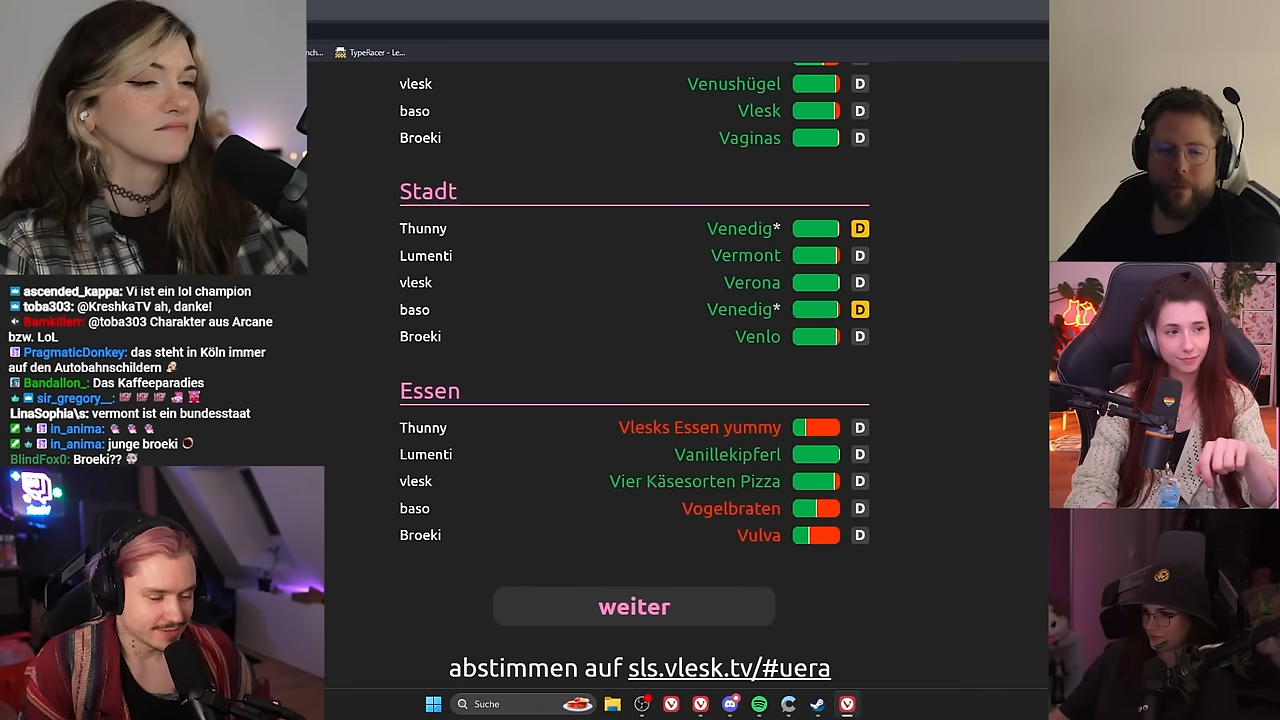 nch...
TypeRacer - Le...
vlesk Venushügel D
baso Vlesk D
Broeki Vaginas D
Stadt
Thunny Venedig* D
Lumenti Vermont D
vlesk Verona D
baso Venedig* D
Broeki Venlo D
Essen
Thunny Vlesks Essen yummy D
Lumenti Vanillekipferl D
vlesk Vier Käsesorten Pizza D
baso Vogelbraten D
Broeki Vulva D
weiter
abstimmen auf sls.vlesk.tv/#uera
Suche
ascended_kappa: Vi ist ein lol champion
toba303: @KreshkaTV ah, danke!
Bamkillerr: @toba303 Charakter aus Arcane
bzw. LoL
PragmaticDonkey: das steht in Köln immer
auf den Autobahnschildern
Bandallon_: Das Kaffeeparadies
sir_gregory__:
LinaSophia\s: vermont ist ein bundesstaat
in_anima:
in_anima: junge broeki
BlindFox0: Broeki??